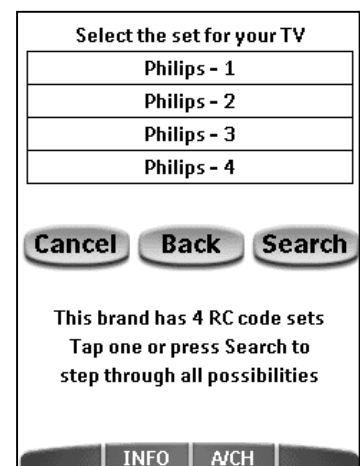 Select the set for your TV
Philips - 1
Philips - 2
Philips - 3
Philips - 4
Cancel Back Search
This brand has 4 RC code sets
Tap one or press Search to
step through all possibilities
INFO A/CH